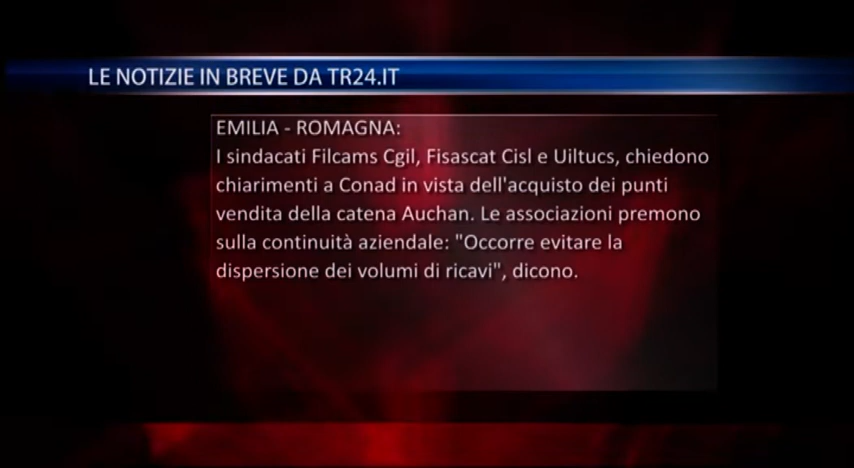 LE NOTIZIE IN BREVE DA TR24.IT
EMILIA - ROMAGNA:
I sindacati Filcams Cgil, Fisascat Cisl e Uiltucs, chiedono
chiarimenti a Conad in vista dell'acquisto dei punti
vendita della catena Auchan. Le associazioni premono
sulla continuità aziendale: "Occorre evitare la
dispersione dei volumi di ricavi", dicono.